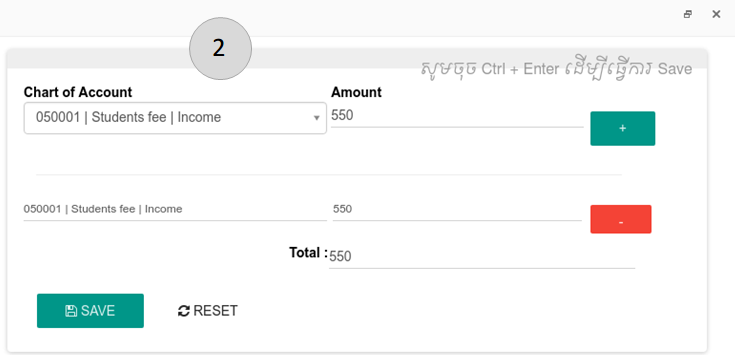 2
សូមចុច Ctrl + Enter ដើម្បីធ្វើការ Save
Chart of Account Amount
050001 | Students fee | Income 550
+
050001 | Students fee | Income 550 -
Total : 550
SAVE RESET